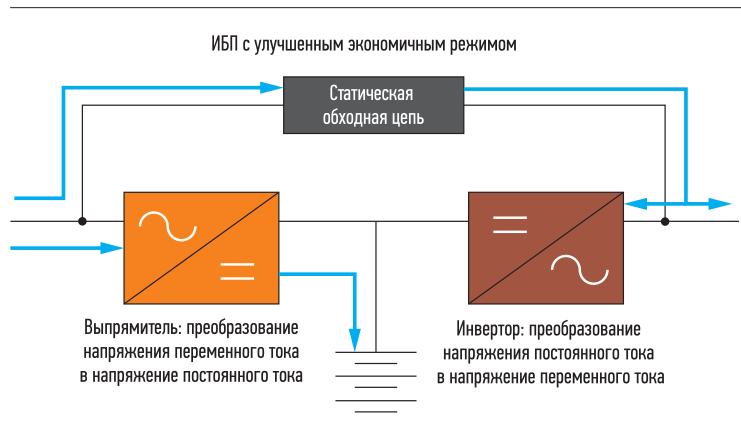 ИБП с улучшенным экономичным режимом
Статическая
обходная цепь
Выпрямитель: преобразование
напряжения переменного тока
в напряжение постоянного тока
Инвертор: преобразование
напряжения постоянного тока
в напряжение переменного тока